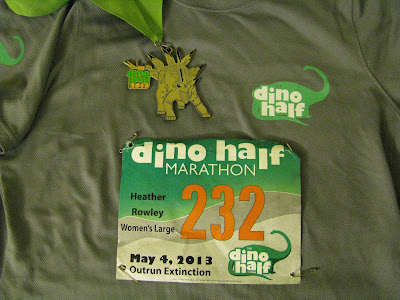 dino
half
dino half
MARATHON
Heather
Rowley
Women's Large
232
May 4, 2013
Outrun Extinction
dino
half